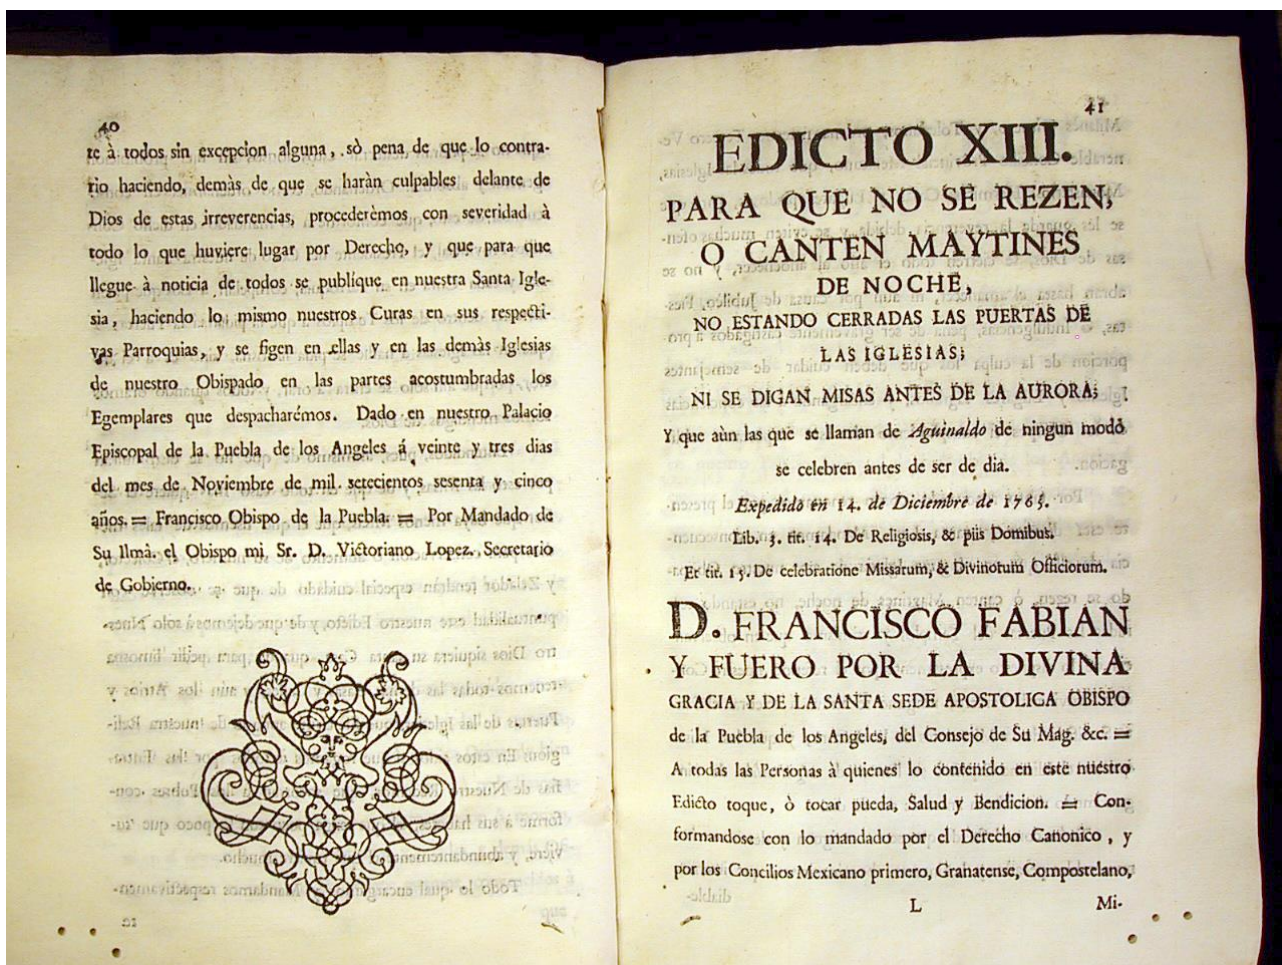 40
te à todos sin excepcion alguna, sò pena de que lo contra-
rio haciendo, demàs de que se haràn culpables delante de
Dios de estas irreverencias, procederèmos con severidad à
todo lo que huviere lugar por Derecho, y que para que
llegue à noticia de todos se publíque en nuestra Santa Igle-
sia, haciendo lo mismo nuestros Curas en sus respecti-
vas Parroquias, y se figen en ellas y en las demàs Iglesias
de nuestro Obispado en las partes acostumbradas los
Egemplares que despacharémos. Dado en nuestro Palacio
Episcopal de la Puebla de los Angeles á veinte y tres dias
del mes de Noviembre de mil setecientos sesenta y cinco
años. = Francisco Obispo de la Puebla. = Por Mandado de
Su Ilmà. el Obispo mi Sr. D. Victoriano Lopez. Secretario
de Gobierno.
41
EDICTO XIII.
PARA QUE NO SE REZEN,
O CANTEN MAYTINES
DE NOCHE,
NO ESTANDO CERRADAS LAS PUERTAS DE
LAS IGLESIAS;
NI SE DIGAN MISAS ANTES DE LA AURORA;
Y que aùn las que se llaman de Aguinaldo de ningun modo
se celebren antes de ser de dia.
Expedido en 14. de Diciembre de 1765.
Lib. 3. tit. 14. De Religiosis, & piis Domibus.
Et tit. 15. De celebratione Missarum, & Divinotum Officiorum.
D. FRANCISCO FABIAN
Y FUERO POR LA DIVINA
GRACIA Y DE LA SANTA SEDE APOSTOLICA OBISPO
de la Puebla de los Angeles, del Consejo de Su Mag. &c. =
A todas las Personas à quienes lo contenido en este nuestro
Edicto toque, ò tocar pueda, Salud y Bendicion. = Con-
formandose con lo mandado por el Derecho Canonico, y
por los Concilios Mexicano primero, Granatense, Compostelano,
L Mi-